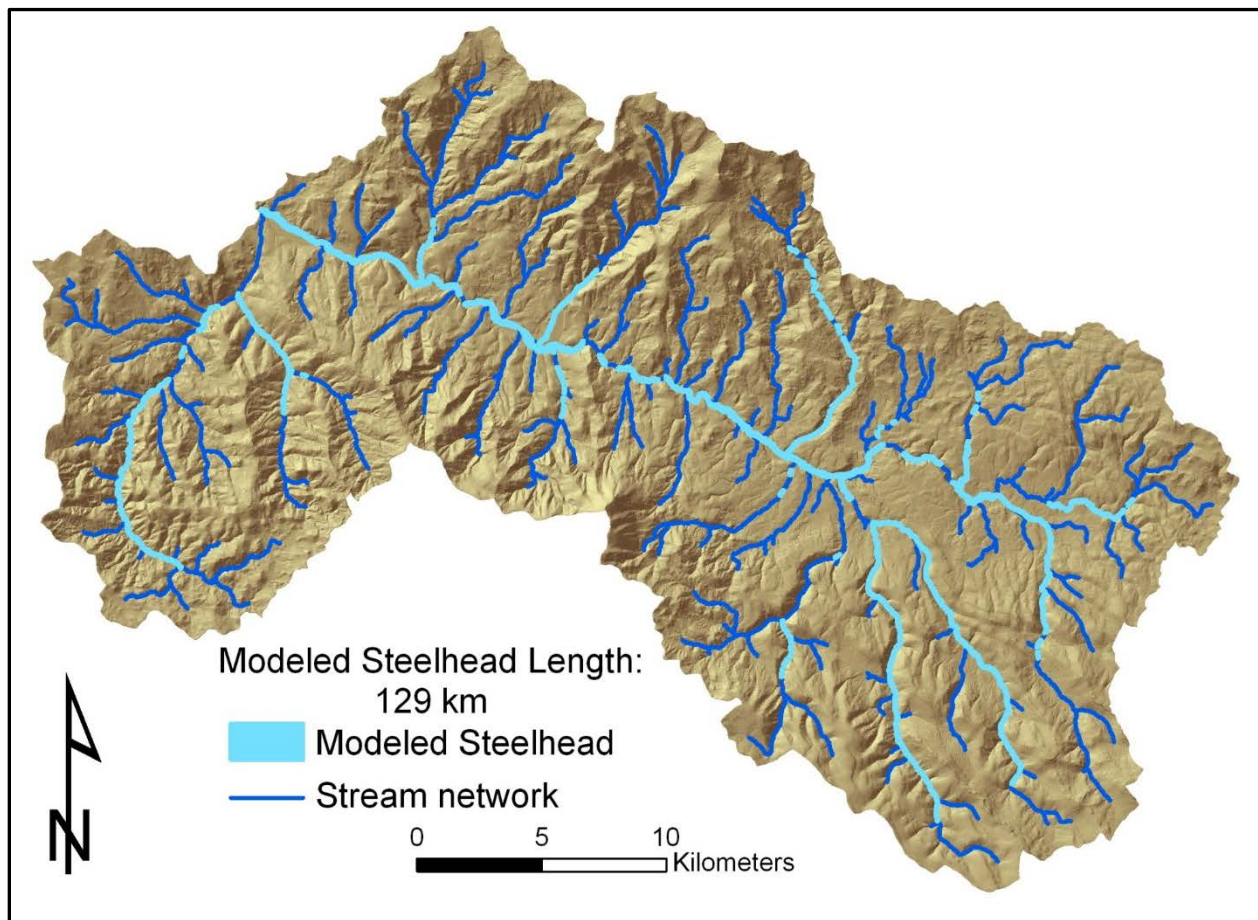 Modeled Steelhead Length:
129 km
Modeled Steelhead
Stream network
0 5 10
Kilometers
N